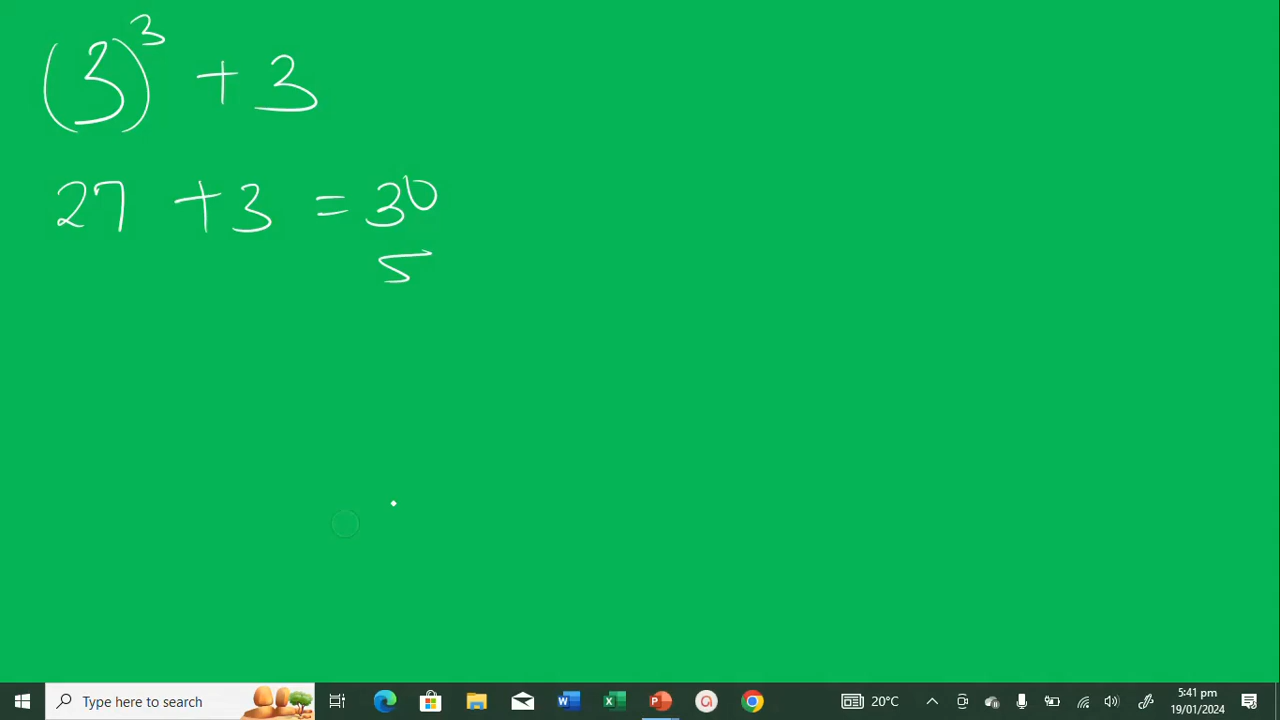 (3)³ + 3
27 + 3 = 30
5
Type here to search
20°C
5:41 pm
19/01/2024